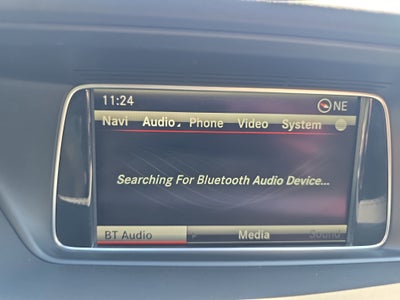 11:24 NE
Navi Audio Phone Video System
Searching For Bluetooth Audio Device...
BT Audio Media Sound